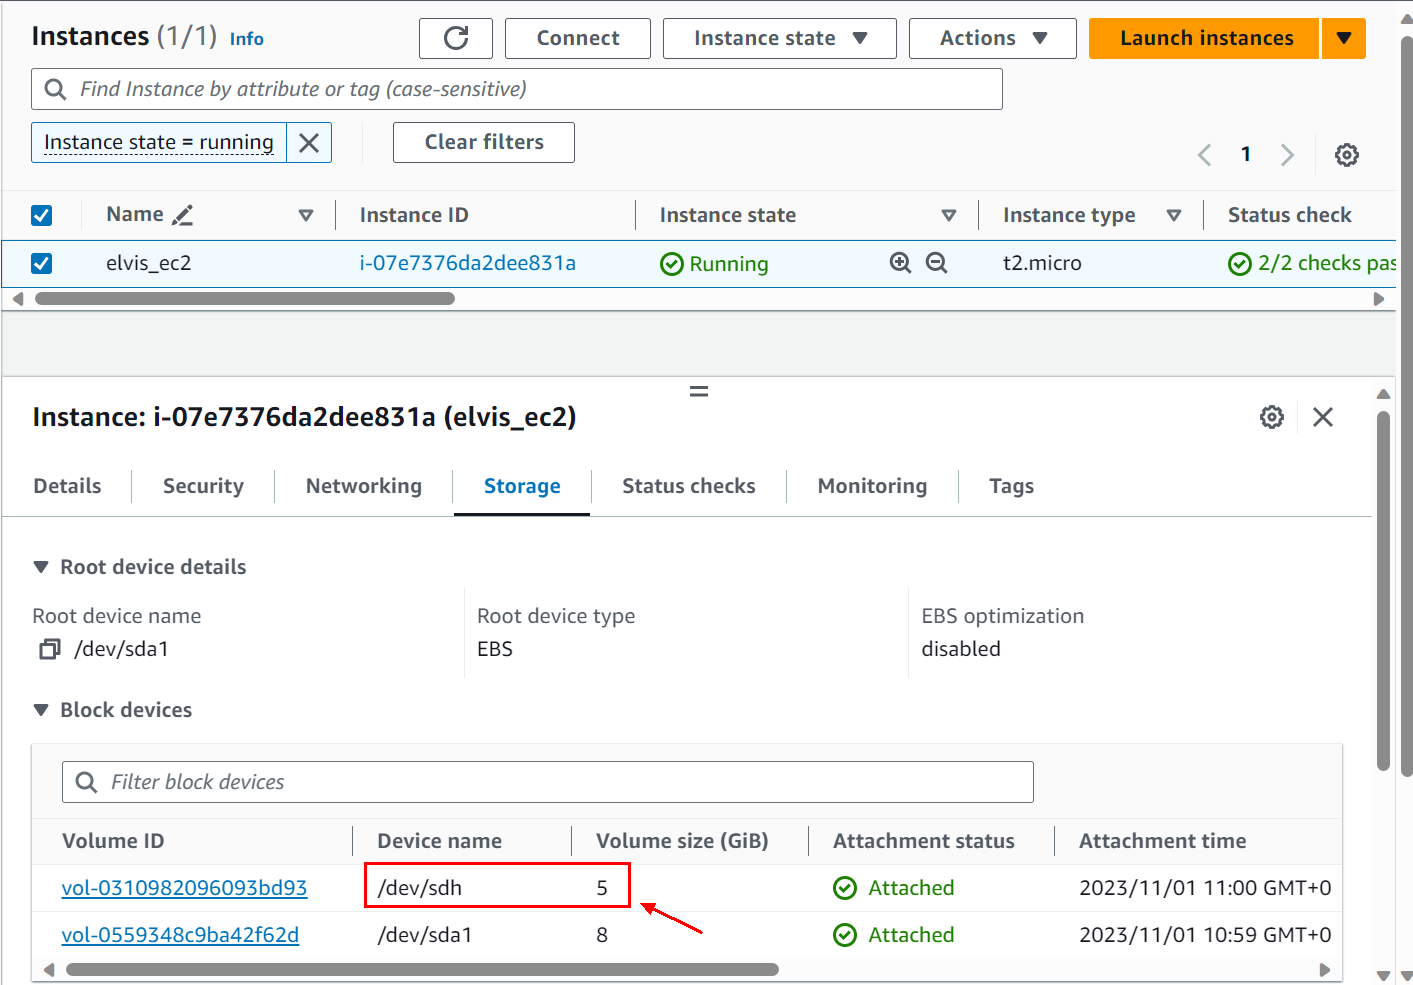 Instances (1/1) Info
Connect
Instance state
Actions
Launch instances
Find Instance by attribute or tag (case-sensitive)
Instance state = running
Clear filters
1
Name Instance ID Instance state Instance type Status check
elvis_ec2 i-07e7376da2dee831a Running t2.micro 2/2 checks pas
Instance: i-07e7376da2dee831a (elvis_ec2)
Details Security Networking Storage Status checks Monitoring Tags
Root device details
Root device name Root device type EBS optimization
/dev/sda1 EBS disabled
Block devices
Filter block devices
Volume ID Device name Volume size (GiB) Attachment status Attachment time
vol-0310982096093bd93 /dev/sdh 5 Attached 2023/11/01 11:00 GMT+0
vol-0559348c9ba42f62d /dev/sda1 8 Attached 2023/11/01 10:59 GMT+0